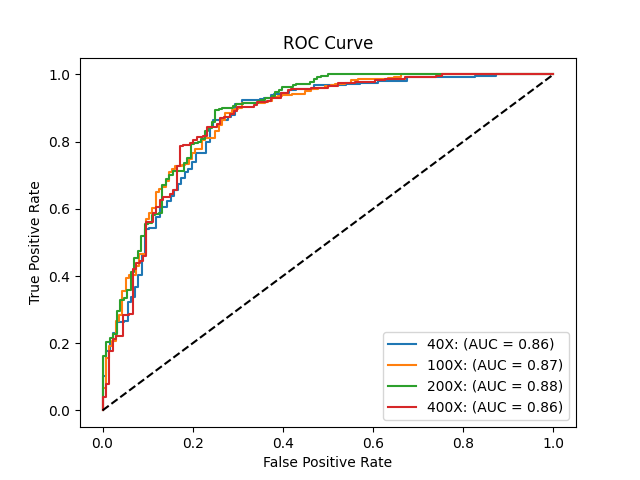 ROC Curve
1.0
0.8
0.6
0.4
0.2
0.0
True Positive Rate
0.0 0.2 0.4 0.6 0.8 1.0
False Positive Rate
40X: (AUC = 0.86)
100X: (AUC = 0.87)
200X: (AUC = 0.88)
400X: (AUC = 0.86)